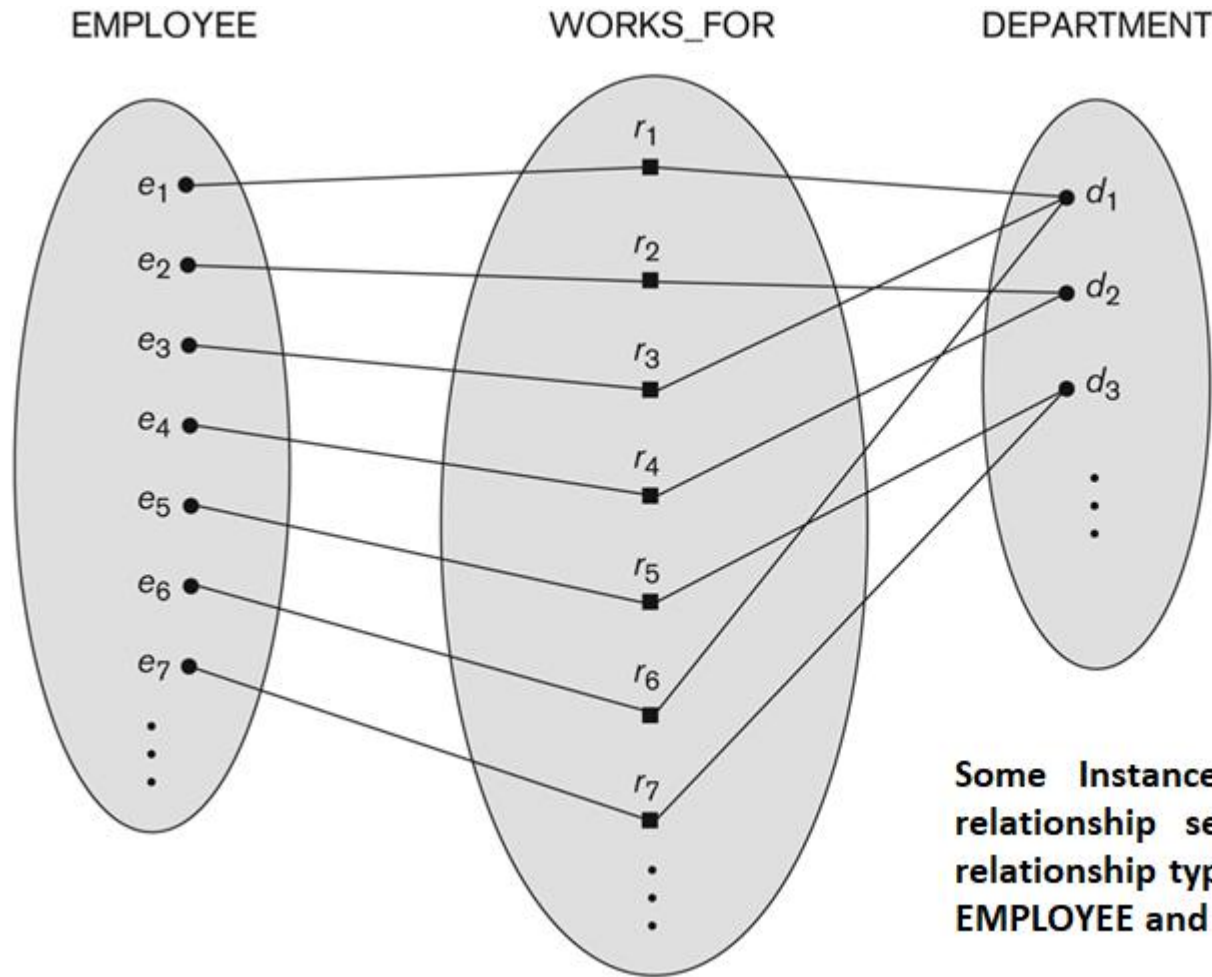 EMPLOYEE WORKS_FOR DEPARTMENT
r1
e1 d1
r2
e2 d2
e3 r3
d3
e4 r4
e5
r5
e6
r6
e7
r7
Some Instance
relationship se
relationship typ
EMPLOYEE and